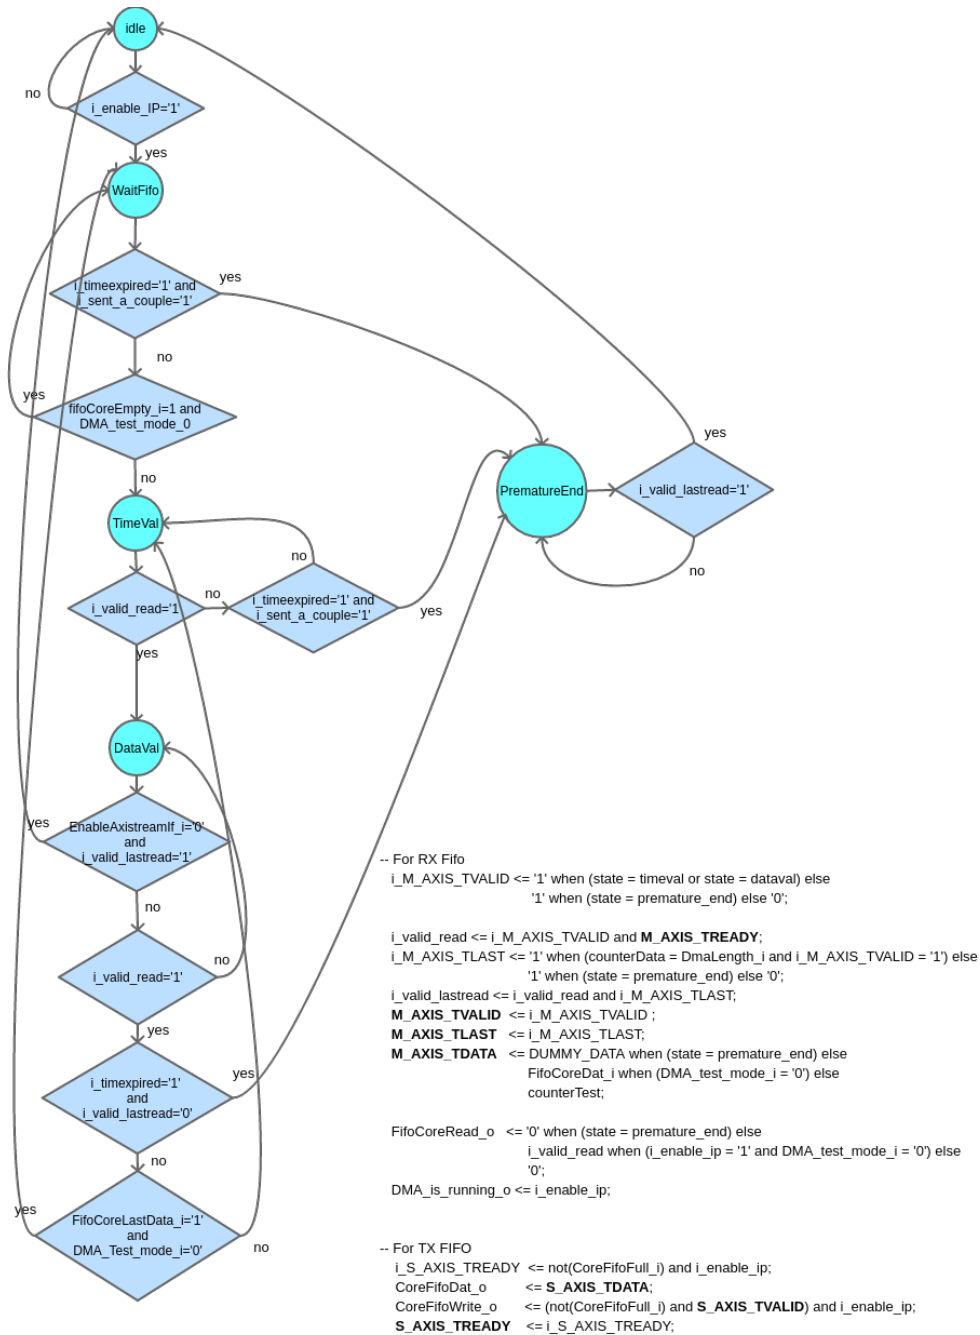 idle
no
i_enable_IP='1'
yes
WaitFifo
i_timeexpired='1' and
i_sent_a_couple='1'
yes
no
yes
fifoCoreEmpty_i=1 and
DMA_test_mode_0
no
TimeVal
i_valid_read='1
no
no
i_timeexpired='1' and
i_sent_a_couple='1'
yes
yes
PrematureEnd
i_valid_lastread='1'
yes
no
DataVal
yes
EnableAxistreamIf_i='0'
and
i_valid_lastread='1'
no
i_valid_read='1'
no
yes
i_timexpired='1'
and
i_valid_lastread='0'
yes
no
yes
FifoCoreLastData_i='1'
and
DMA_Test_mode_i='0'
no
-- For RX Fifo
i_M_AXIS_TVALID <= '1' when (state = timeval or state = dataval) else
'1' when (state = premature_end) else '0';
i_valid_read <= i_M_AXIS_TVALID and M_AXIS_TREADY;
i_M_AXIS_TLAST <= '1' when (counterData = DmaLength_i and i_M_AXIS_TVALID = '1') else
'1' when (state = premature_end) else '0';
i_valid_lastread <= i_valid_read and i_M_AXIS_TLAST;
M_AXIS_TVALID <= i_M_AXIS_TVALID ;
M_AXIS_TLAST <= i_M_AXIS_TLAST;
M_AXIS_TDATA <= DUMMY_DATA when (state = premature_end) else
FifoCoreDat_i when (DMA_test_mode_i = '0') else
counterTest;
FifoCoreRead_o <= '0' when (state = premature_end) else
i_valid_read when (i_enable_ip = '1' and DMA_test_mode_i = '0') else
'0';
DMA_is_running_o <= i_enable_ip;
-- For TX FIFO
i_S_AXIS_TREADY <= not(CoreFifoFull_i) and i_enable_ip;
CoreFifoDat_o <= S_AXIS_TDATA;
CoreFifoWrite_o <= (not(CoreFifoFull_i) and S_AXIS_TVALID) and i_enable_ip;
S_AXIS_TREADY <= i_S_AXIS_TREADY;